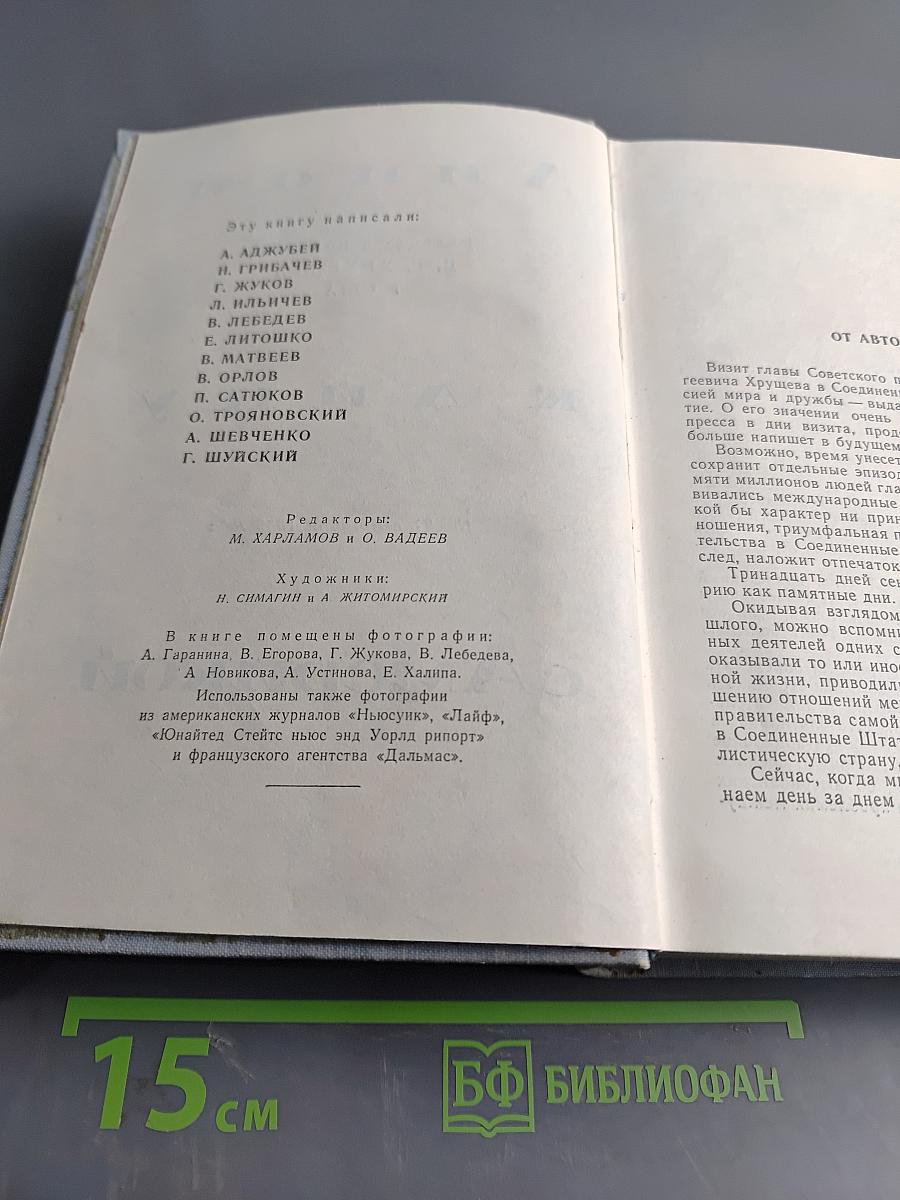 Эту книгу написали:
А. АДЖУБЕЙ
Н. ГРИБАЧЕВ
Г. ЖУКОВ
Л. ИЛЬИЧЕВ
В. ЛЕБЕДЕВ
Е. ЛИТОШКО
В. МАТВЕЕВ
В. ОРЛОВ
П. САТЮКОВ
О. ТРОЯНОВСКИЙ
А. ШЕВЧЕНКО
Г. ШУЙСКИЙ
Редакторы:
М. ХАРЛАМОВ и О. ВАДЕЕВ
Художники:
Н. СИМАГИН и А. ЖИТОМИРСКИЙ
В книге помещены фотографии:
А. Гаранина, В. Егорова, Г. Жукова, В. Лебедева,
А Новикова, А. Устинова, Е. Халипа.
Использованы также фотографии
из американских журналов «Ньюсуик», «Лайф»,
«Юнайтед Стейтс ньюс энд Уорлд рипорт»
и французского агентства «Дальмас».
ОТ АВТО
Визит главы Советского п
геевича Хрущева в Соединен
сией мира и дружбы — выда
тие. О его значении очень
пресса в дни визита, прод
больше напишет в будущем
Возможно, время унесет
сохранит отдельные эпизод
мяти миллионов людей гла
вивались международные
кой бы характер ни прин
ношения, триумфальная п
тельства в Соединенные
след, наложит отпечаток
Тринадцать дней сен
рию как памятные дни.
Окидывая взглядом
шлого, можно вспомни
ных деятелей одних с
оказывали то или ино
ной жизни, приводил
шению отношений ме
правительства самой
в Соединенные Штат
листическую страну,
Сейчас, когда м
наем день за днем
15 см
БФ БИБЛИОФАН